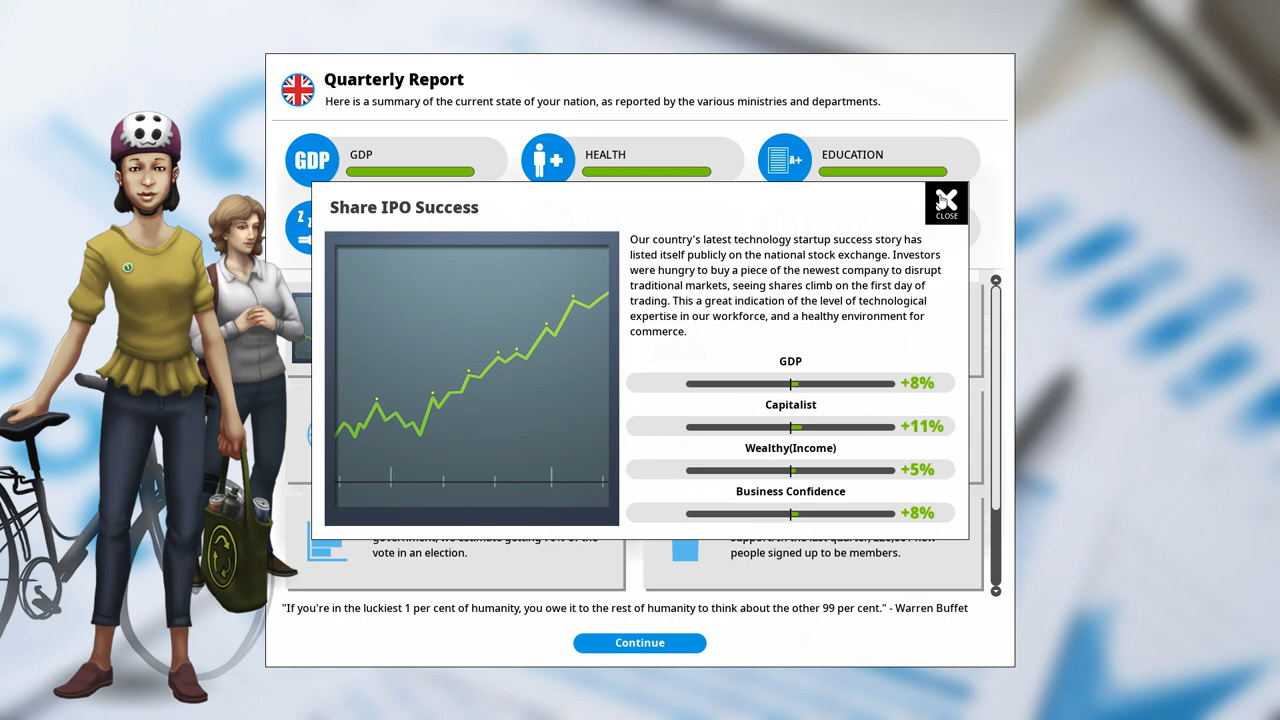 Quarterly Report
Here is a summary of the current state of your nation, as reported by the various ministries and departments.
GDP
GDP
HEALTH
A+
EDUCATION
Z
Share IPO Success
CLOSE
Our country's latest technology startup success story has
listed itself publicly on the national stock exchange. Investors
were hungry to buy a piece of the newest company to disrupt
traditional markets, seeing shares climb on the first day of
trading. This a great indication of the level of technological
expertise in our workforce, and a healthy environment for
commerce.
GDP
+8%
Capitalist
+11%
Wealthy(Income)
+5%
Business Confidence
+8%
vote in an election.
people signed up to be members.
"If you're in the luckiest 1 per cent of humanity, you owe it to the rest of humanity to think about the other 99 per cent." - Warren Buffet
Continue